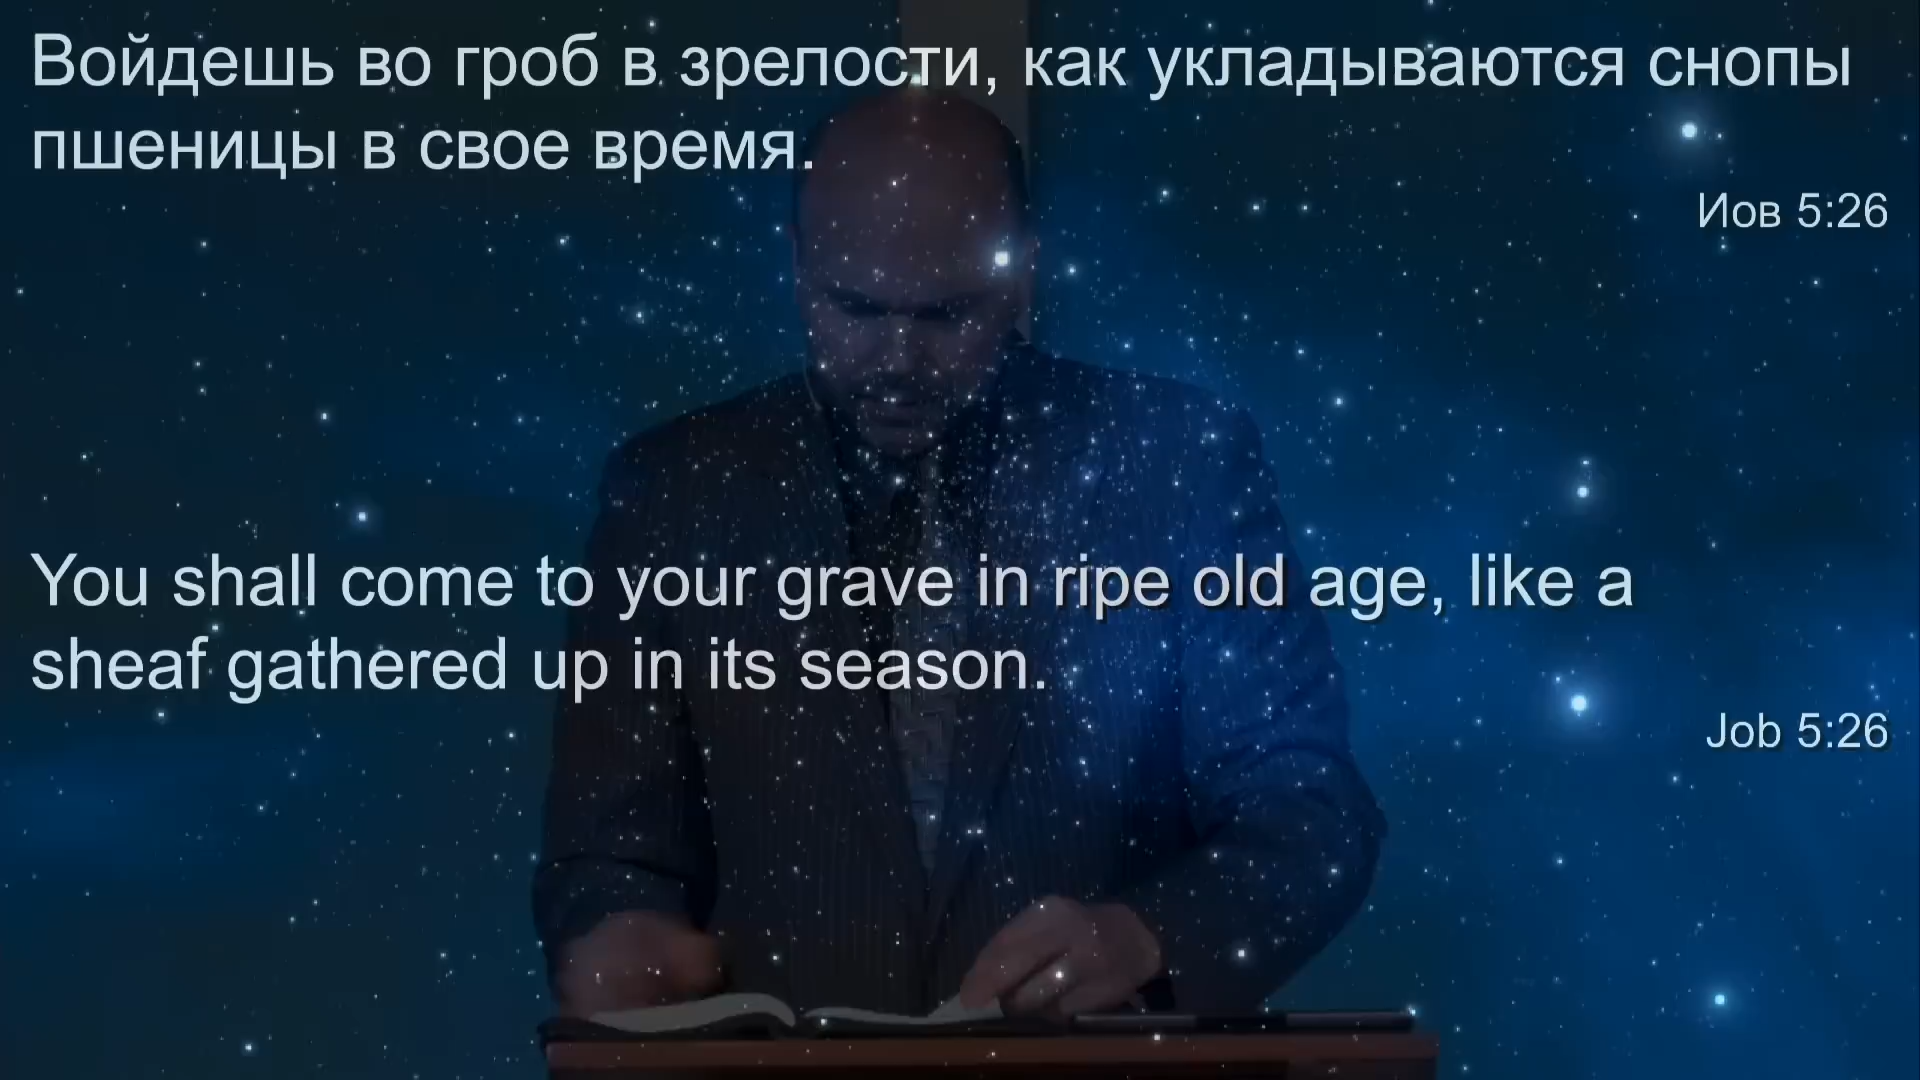 Войдешь во гроб в зрелости, как укладываются снопы
пшеницы в свое время.
Иов 5:26
You shall come to your grave in ripe old age, like a
sheaf gathered up in its season.
Job 5:26